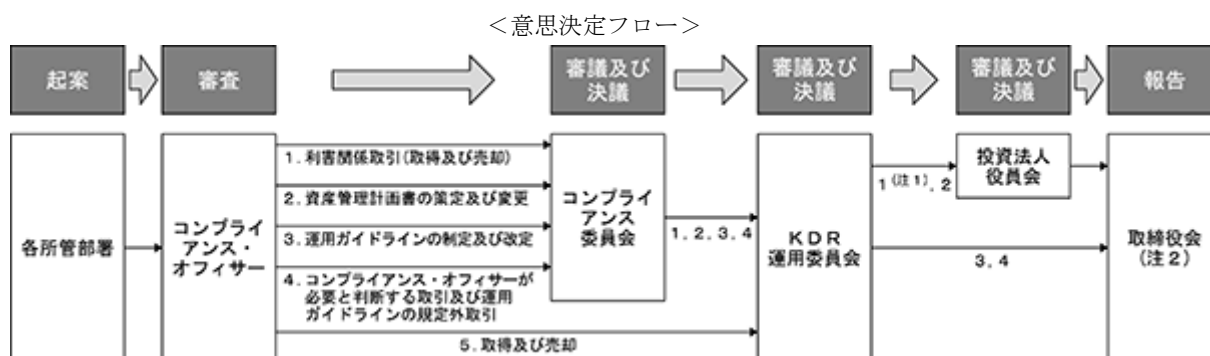 ＜意思決定フロー＞
起案
審査
審議及び
決議
審議及び
決議
審議及び
決議
報告
各所管部署
コンプライ
アンス・
オフィサー
1．利害関係取引(取得及び売却)
2．資産管理計画書の策定及び変更
3．運用ガイドラインの制定及び改定
4．コンプライアンス・オフィサーが
必要と判断する取引及び運用
ガイドラインの規定外取引
5．取得及び売却
コンプライ
アンス
委員会
1, 2, 3, 4
KDR
運用委員会
1(注1), 2
3, 4
投資法人
役員会
取締役会
(注2)